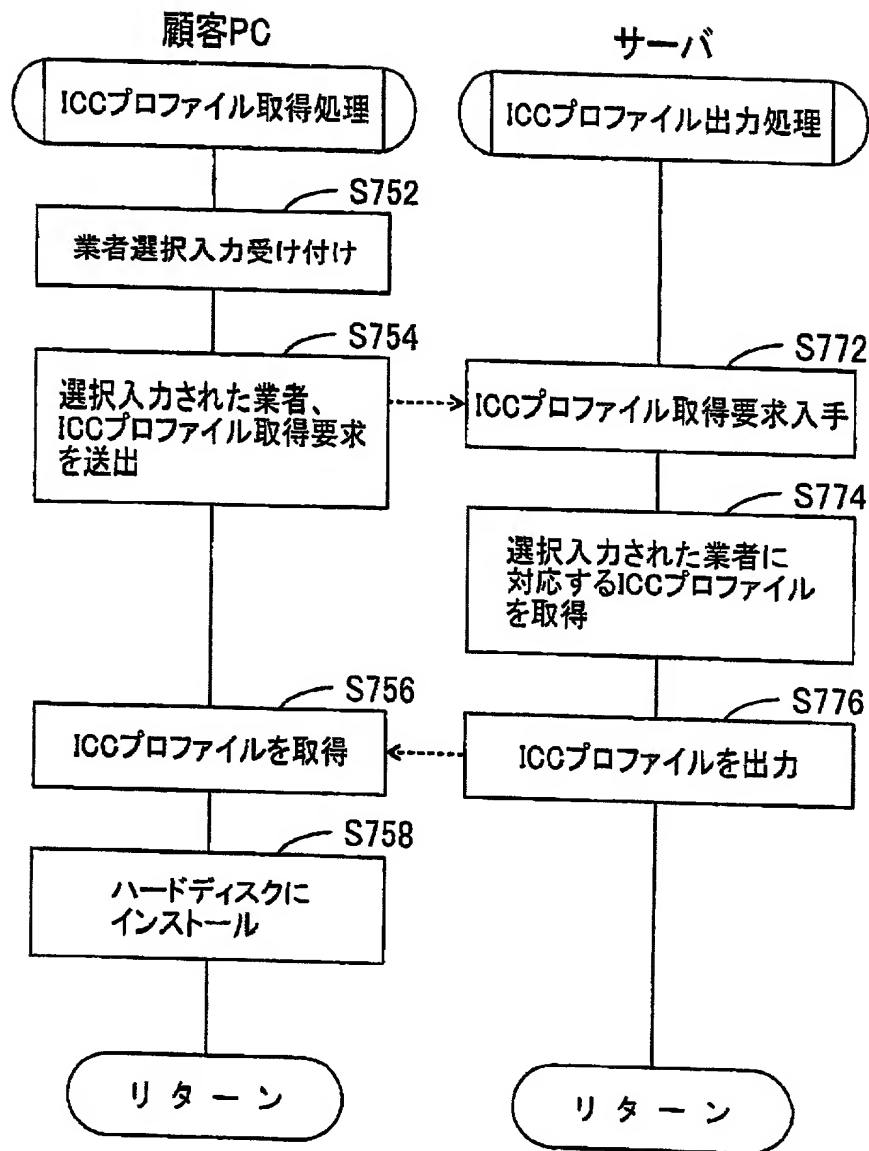 顧客PC
ICCプロファイル取得処理
S752
業者選択入力受け付け
S754
選択入力された業者、
ICCプロファイル取得要求
を送出
S756
ICCプロファイルを取得
S758
ハードディスクに
インストール
リターン
サーバ
ICCプロファイル出力処理
S772
ICCプロファイル取得要求入手
S774
選択入力された業者に
対応するICCプロファイル
を取得
S776
ICCプロファイルを出力
リターン